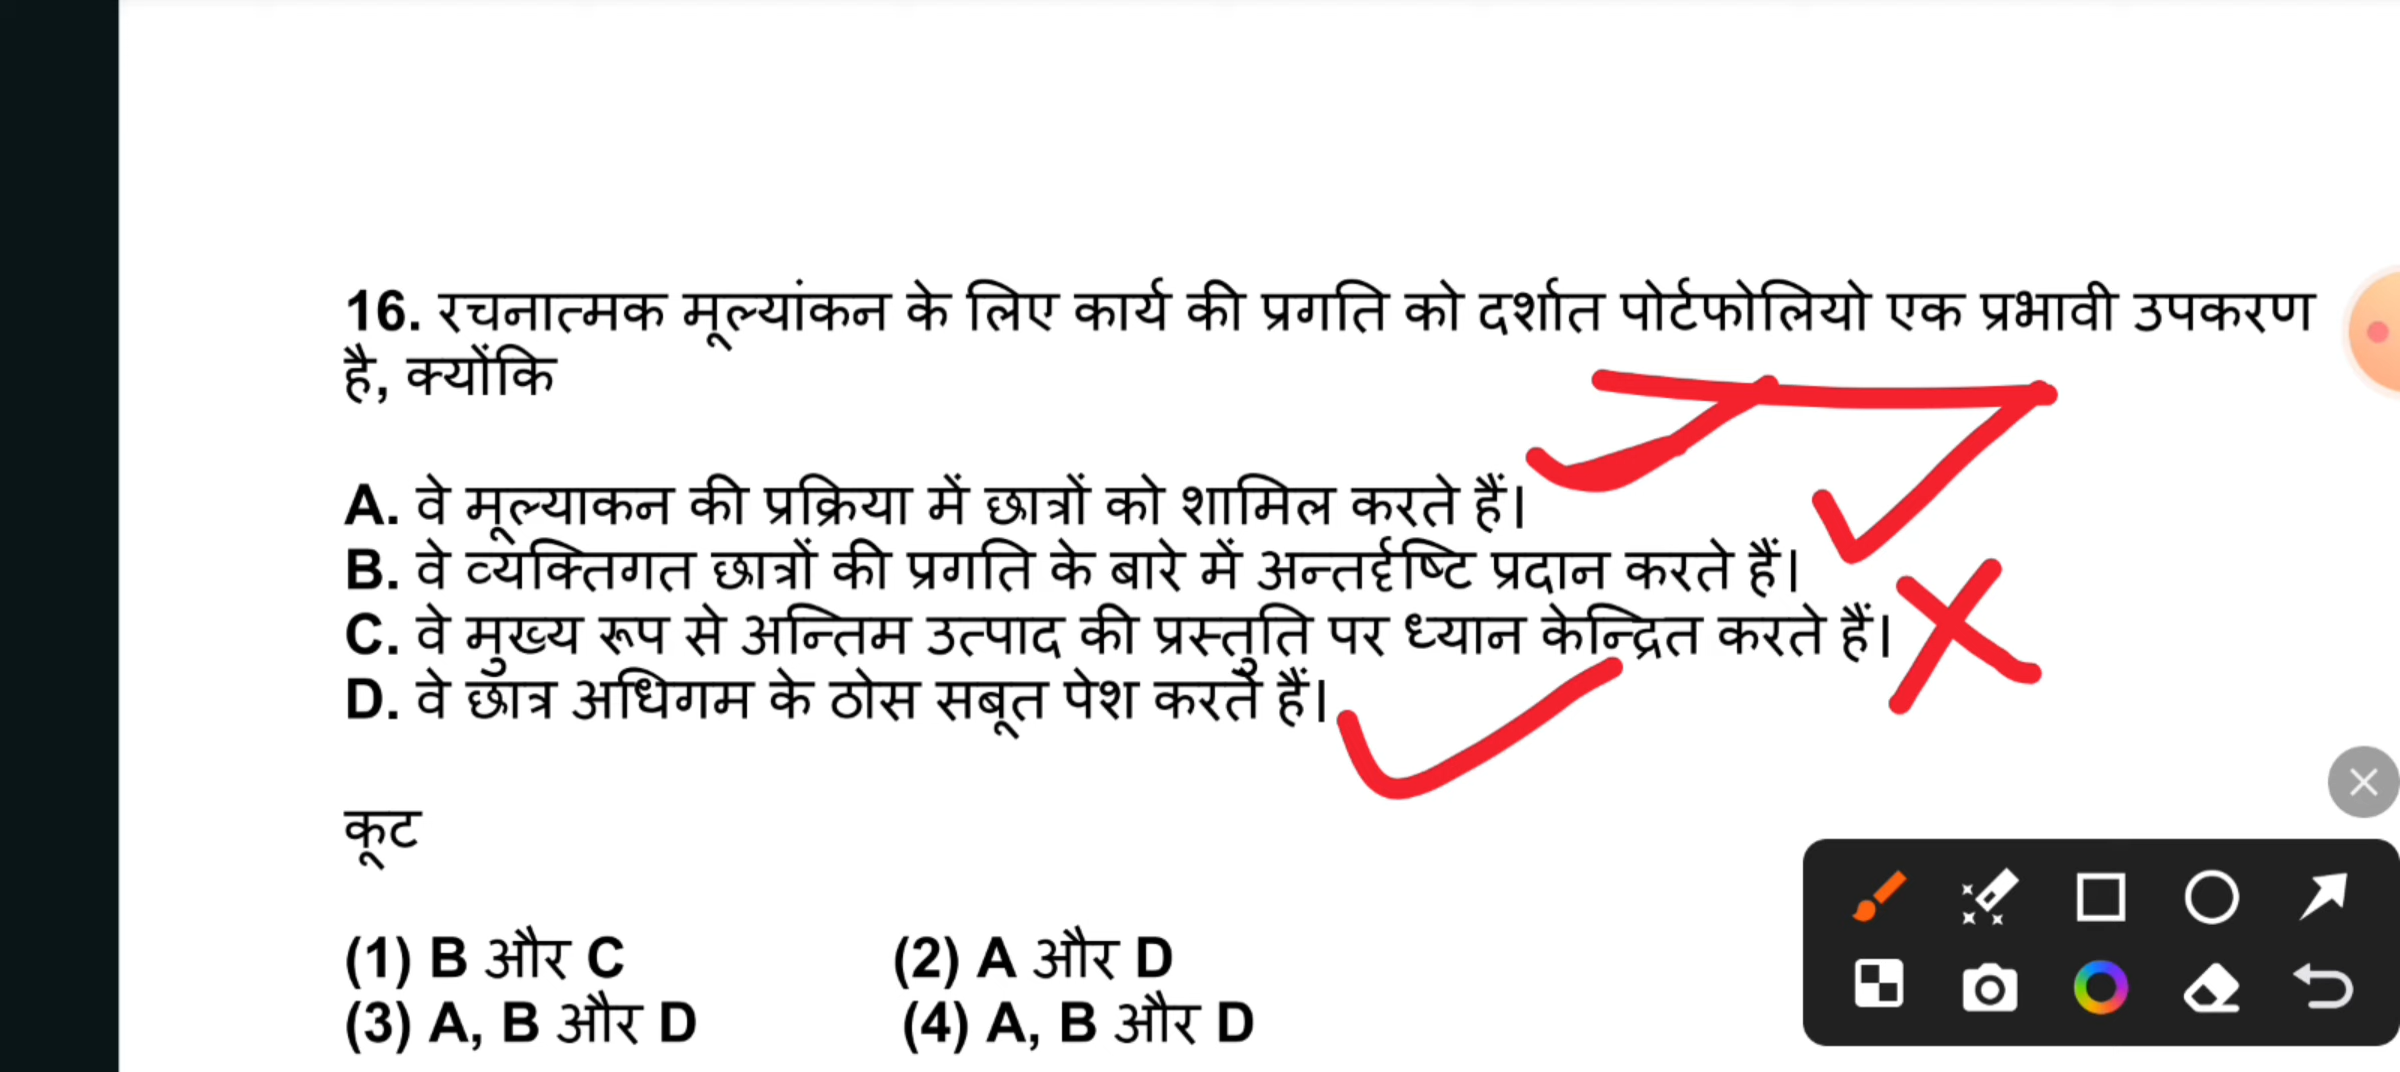 16. रचनात्मक मूल्यांकन के लिए कार्य की प्रगति को दर्शात पोर्टफोलियो एक प्रभावी उपकरण
है, क्योंकि
A. वे मूल्याकन की प्रक्रिया में छात्रों को शामिल करते हैं।
B. वे व्यक्तिगत छात्रों की प्रगति के बारे में अन्तर्दृष्टि प्रदान करते हैं।
C. वे मुख्य रूप से अन्तिम उत्पाद की प्रस्तुति पर ध्यान केन्द्रित करते हैं।
D. वे छात्र अधिगम के ठोस सबूत पेश करते हैं।
कूट
(1) B और C (2) A और D
(3) A, B और D (4) A, B और D